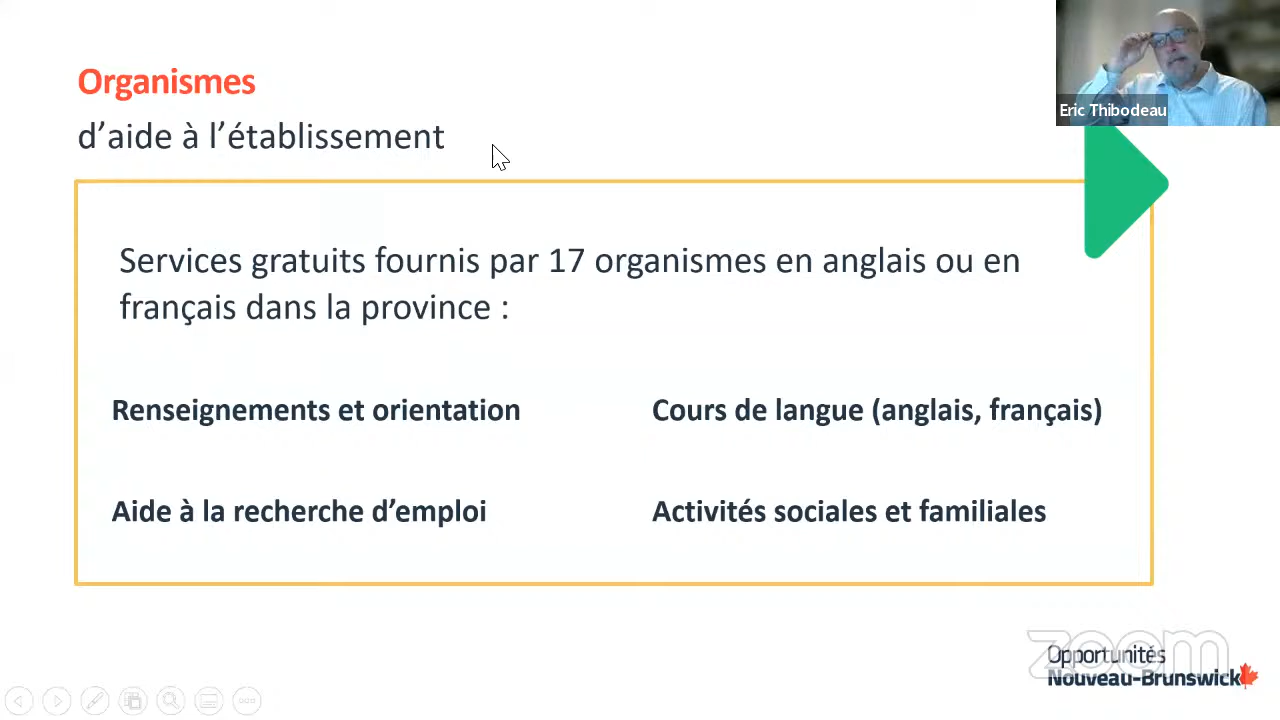 Organismes
d’aide à l’établissement
Eric Thibodeau
Services gratuits fournis par 17 organismes en anglais ou en
français dans la province :
Renseignements et orientation
Cours de langue (anglais, français)
Aide à la recherche d’emploi
Activités sociales et familiales
zoom
Opportunités
Nouveau-Brunswick